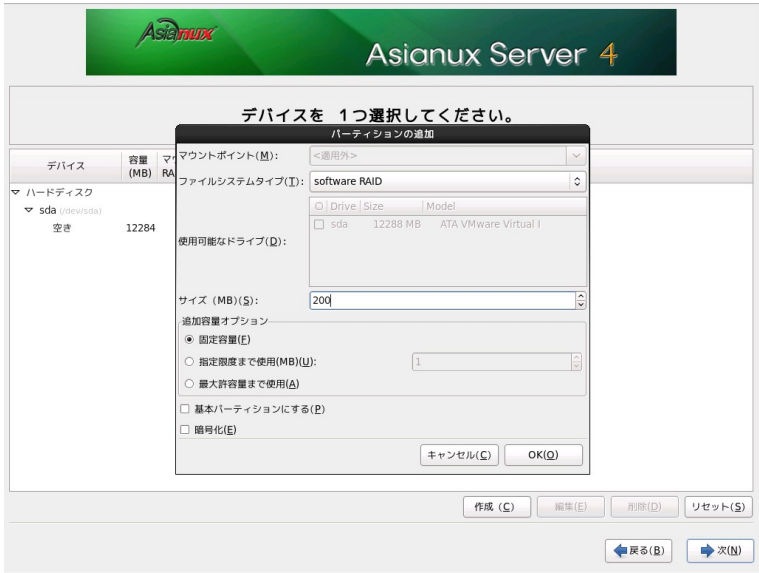 Asianux
Asianux Server 4
デバイスを 1つ選択してください。
デバイス
容量
(MB)
マウ
RA
ハードディスク
sda (/dev/sda)
空き 12284
パーティションの追加
マウントポイント(M): <適用外>
ファイルシステムタイプ(T): software RAID
使用可能なドライブ(D):
Drive Size Model
sda 12288 MB ATA VMware Virtual I
サイズ (MB)(S): 200
追加容量オプション
固定容量(F)
指定限度まで使用(MB)(U): 1
最大許容量まで使用(A)
基本パーティションにする(P)
暗号化(E)
キャンセル(C) OK(O)
作成 (C) 編集(E) 削除(D) リセット(S)
戻る(B) 次(N)